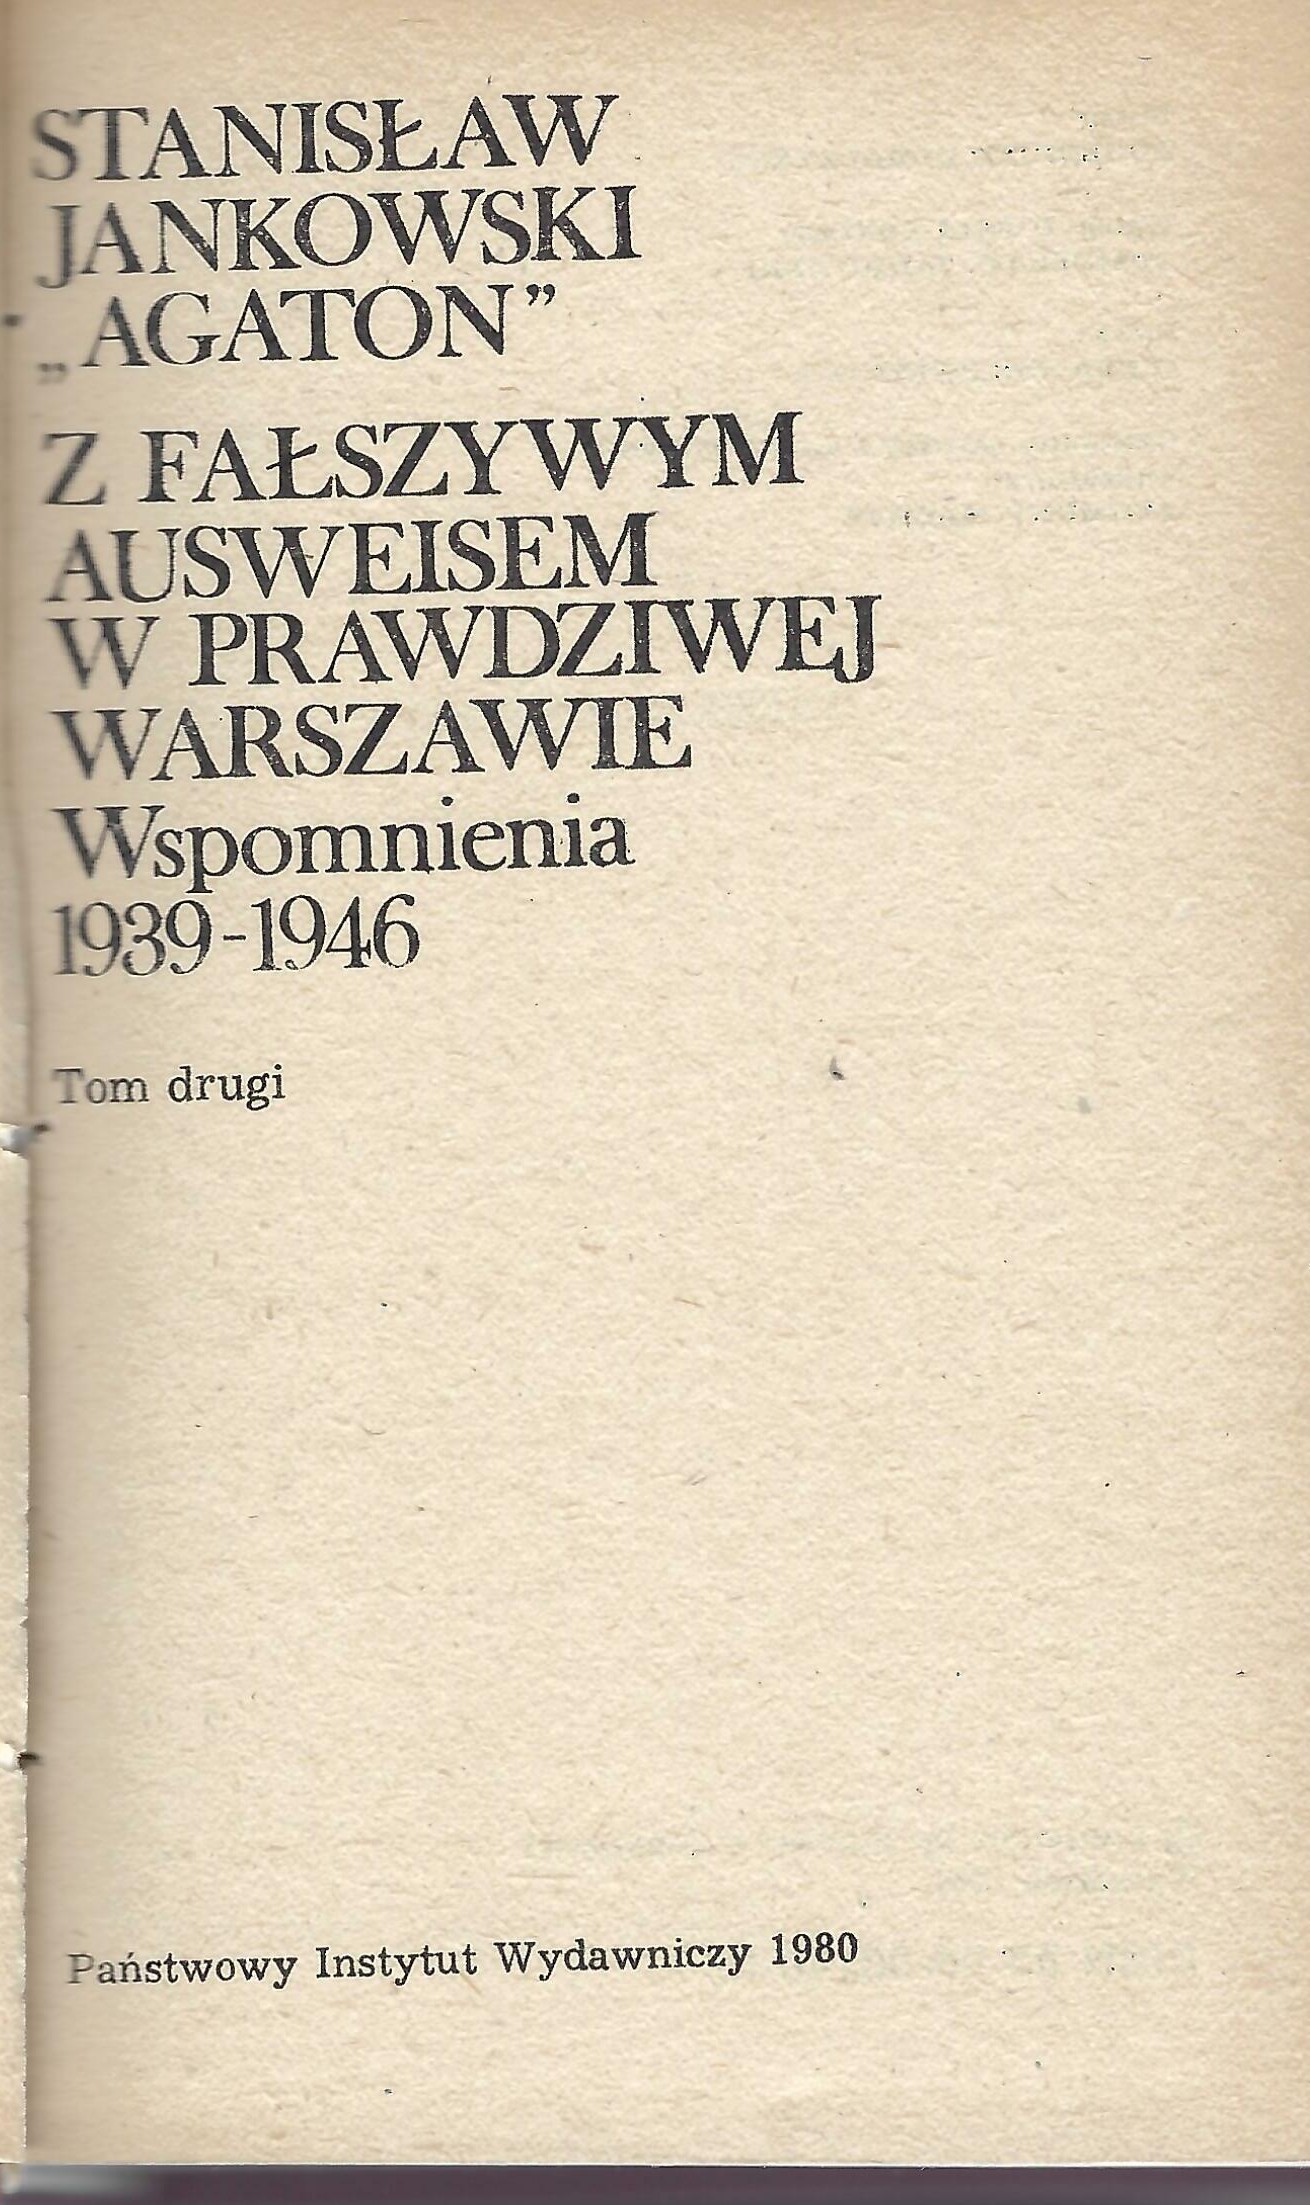 STANISŁAW
JANKOWSKI
„AGATON”
Z FAŁSZYWYM
AUSWEISEM
W PRAWDZIWEJ
WARSZAWIE
Wspomnienia
1939-1946
Tom drugi
Państwowy Instytut Wydawniczy 1980